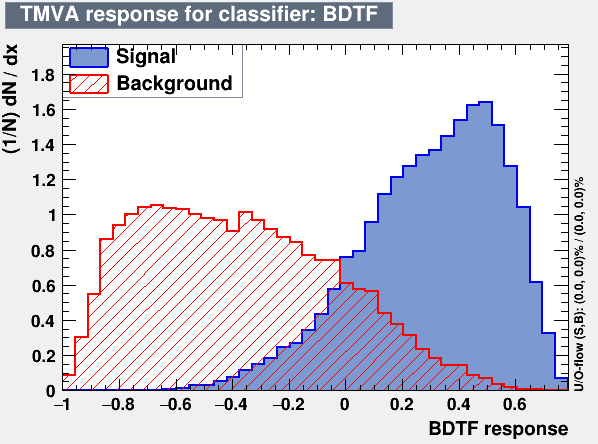 TMVA response for classifier: BDTF
(1/N) dN / dx
Signal
Background
1.8
1.6
1.4
1.2
1
0.8
0.6
0.4
0.2
0
−1 −0.8 −0.6 −0.4 −0.2 0 0.2 0.4 0.6
BDTF response
U/O-flow (S,B): (0.0, 0.0)% / (0.0, 0.0)%